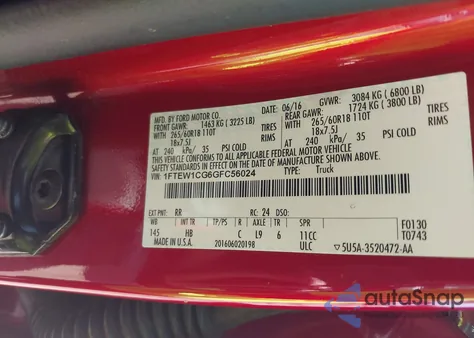 MFD. BY FORD MOTOR CO.
DATE: 06/16 GVWR: 3084 KG ( 6800 LB)
FRONT GAWR: 1463 KG ( 3225 LB)
REAR GAWR: 1724 KG ( 3800 LB)
WITH 265/60R18 110T TIRES
18x7.5J RIMS
AT 240 kPa/ 35 PSI COLD
WITH 265/60R18 110T TIRES
18x7.5J RIMS
AT 240 kPa/ 35 PSI COLD
THIS VEHICLE CONFORMS TO ALL APPLICABLE FEDERAL MOTOR VEHICLE
SAFETY STANDARDS IN EFFECT ON THE DATE OF MANUFACTURE SHOWN ABOVE.
VIN: 1FTEW1CG6GFC56024
TYPE: Truck
EXT PNT: RR RC: 24 DSO:
WB INT TR TP/PS R AXLE TR SPR
145 HB C L9 6 11CC
F0130
T0743
MADE IN U.S.A. 201606020198 ULC
5U5A-3520472-AA
autoSnap